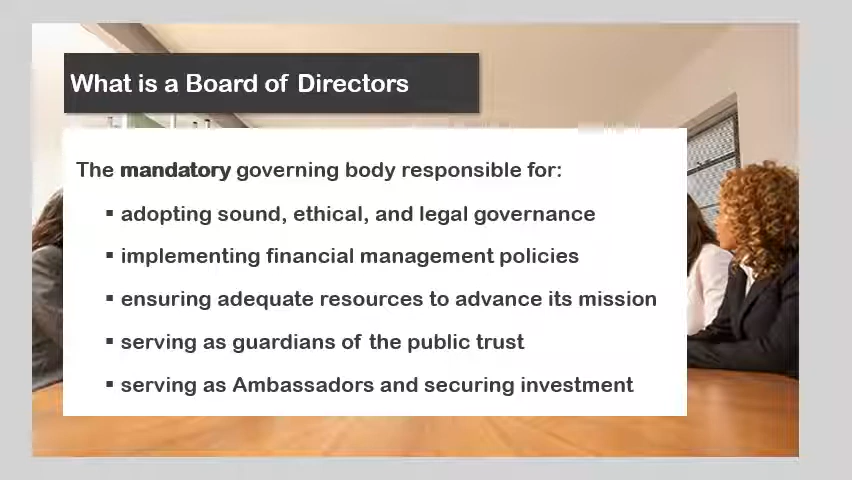 What is a Board of Directors
The mandatory governing body responsible for:
▪ adopting sound, ethical, and legal governance
▪ implementing financial management policies
▪ ensuring adequate resources to advance its mission
▪ serving as guardians of the public trust
▪ serving as Ambassadors and securing investment